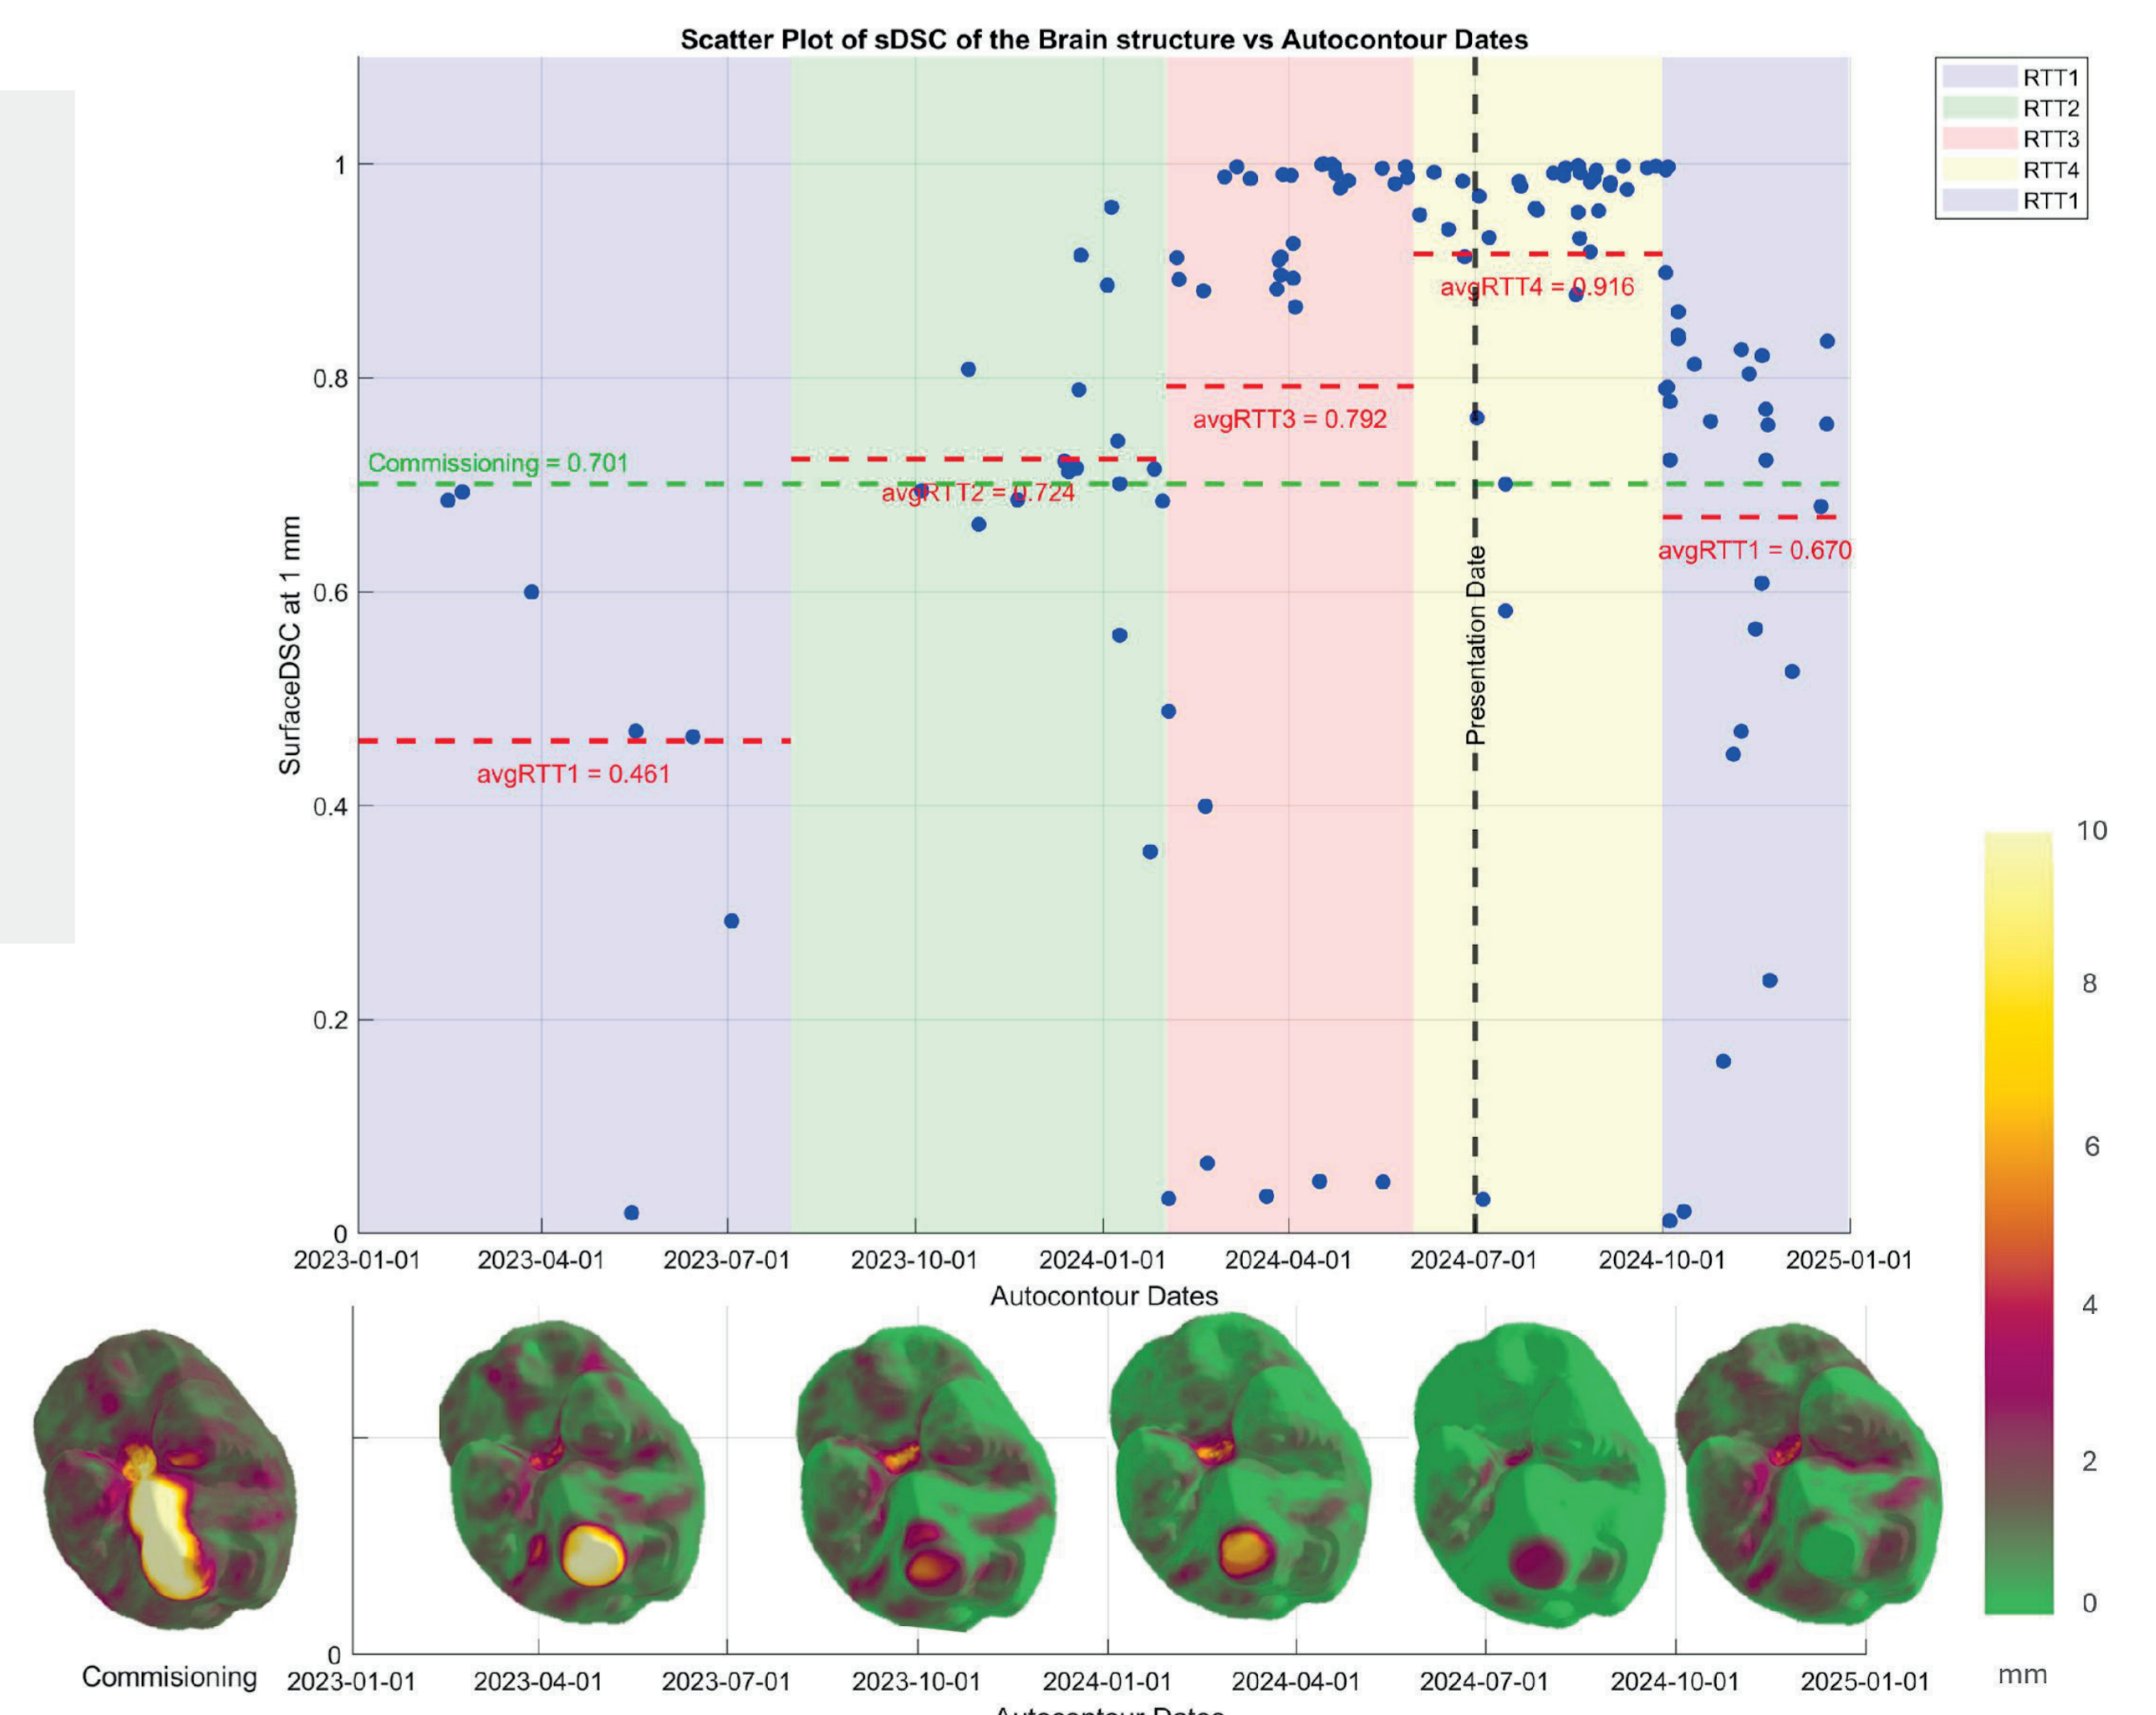 Scatter Plot of sDSC of the Brain structure vs Autocontour Dates
RTT1
RTT2
RTT3
RTT4
RTT1
SurfaceDSC at 1 mm
1
0.8
0.6
0.4
0.2
0
Commissioning = 0.701
avgRTT1 = 0.461
avgRTT2 = 0.724
avgRTT3 = 0.792
avgRTT4 = 0.916
avgRTT1 = 0.670
Presentation Date
2023-01-01 2023-04-01 2023-07-01 2023-10-01 2024-01-01 2024-04-01 2024-07-01 2024-10-01 2025-01-01
Autocontour Dates
10
8
6
4
2
0
mm
0
Commisioning 2023-01-01 2023-04-01 2023-07-01 2023-10-01 2024-01-01 2024-04-01 2024-07-01 2024-10-01 2025-01-01
Autocontour Dates